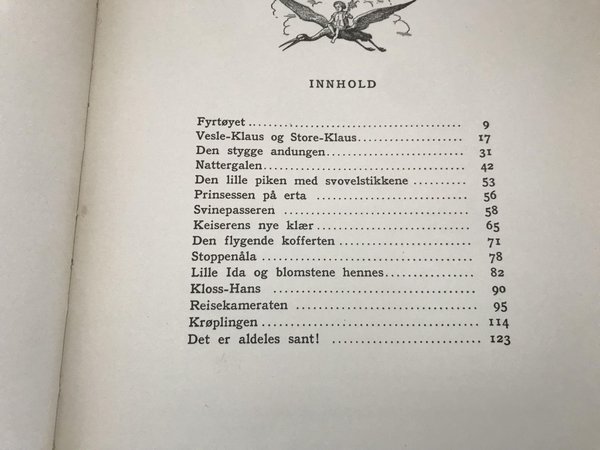 INNHOLD
Fyrtøyet .......................................... 9
Vesle-Klaus og Store-Klaus.................... 17
Den stygge andungen.......................... 31
Nattergalen........................................ 42
Den lille piken med svovelstikkene ............ 53
Prinsessen på erta .............................. 56
Svinepasseren .................................... 58
Keiserens nye klær .............................. 65
Den flygende kofferten .......................... 71
Stoppenåla ........................................ 78
Lille Ida og blomstene hennes.................. 82
Kloss-Hans ........................................ 90
Reisekameraten .................................. 95
Krøplingen ........................................ 114
Det er aldeles sant! .............................. 123